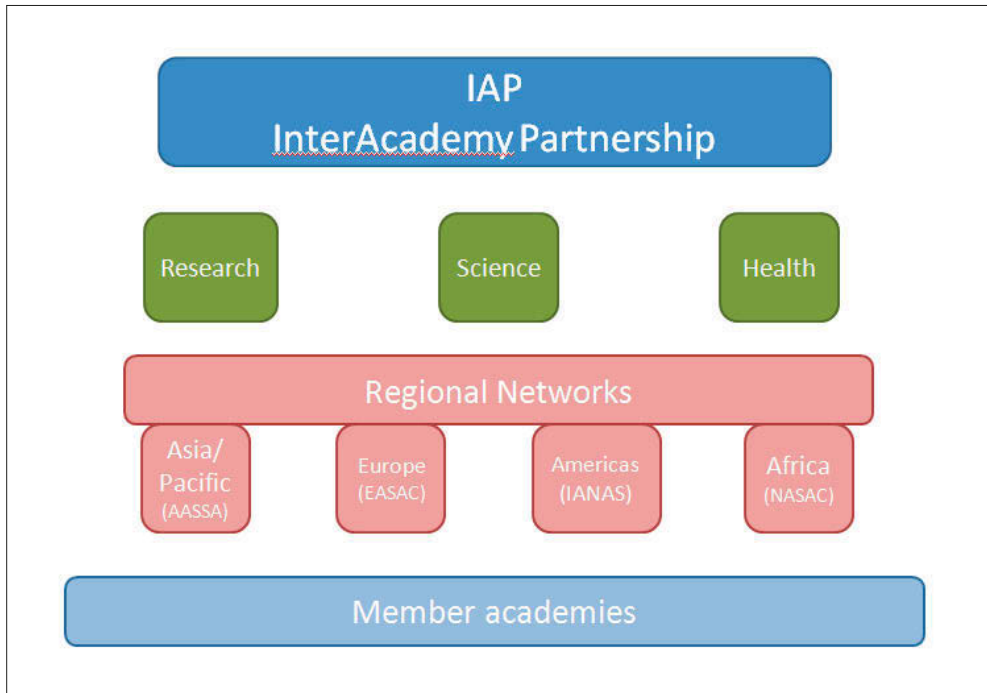 IAP
InterAcademy Partnership
Research
Science
Health
Regional Networks
Asia/
Pacific
(AASSA)
Europe
(EASAC)
Americas
(IANAS)
Africa
(NASAC)
Member academies